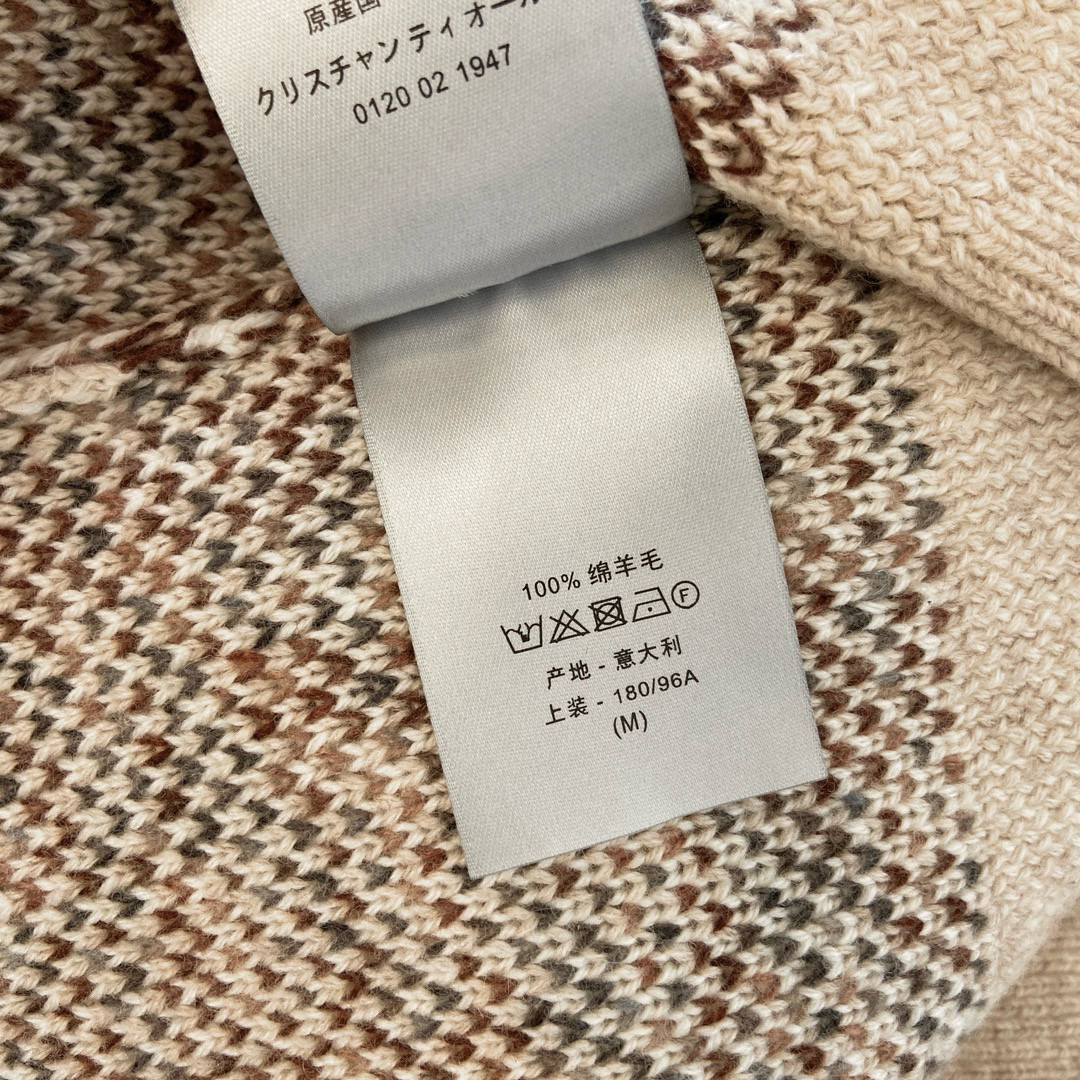 原産国
クリスチャンディオール
0120 02 1947
100% 绵羊毛
F
产地 - 意大利
上装 - 180/96A
(M)